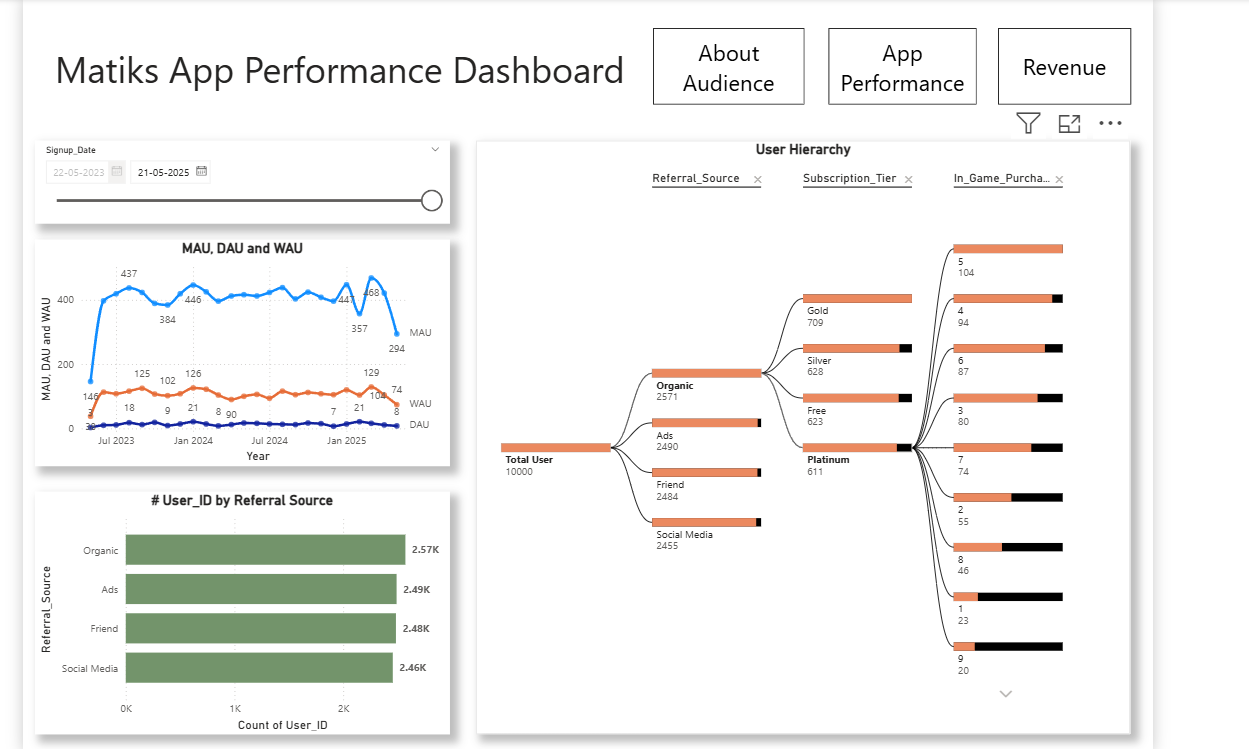 Matiks App Performance Dashboard
About
Audience
App
Performance
Revenue
Signup_Date
22-05-2023
21-05-2025
MAU, DAU and WAU
MAU, DAU and WAU
400
200
0
437
384
446
447
357
468
294
146
125
102
126
129
104
74
3
18
9
21
8
90
7
21
8
MAU
WAU
DAU
Jul 2023
Jan 2024
Jul 2024
Jan 2025
Year
# User_ID by Referral Source
Referral_Source
Organic
2.57K
Ads
2.49K
Friend
2.48K
Social Media
2.46K
0K
1K
2K
Count of User_ID
User Hierarchy
Referral_Source
Subscription_Tier
In_Game_Purcha...
Total User
10000
Organic
2571
Ads
2490
Friend
2484
Social Media
2455
Gold
709
Silver
628
Free
623
Platinum
611
5
104
4
94
6
87
3
80
7
74
2
55
8
46
1
23
9
20